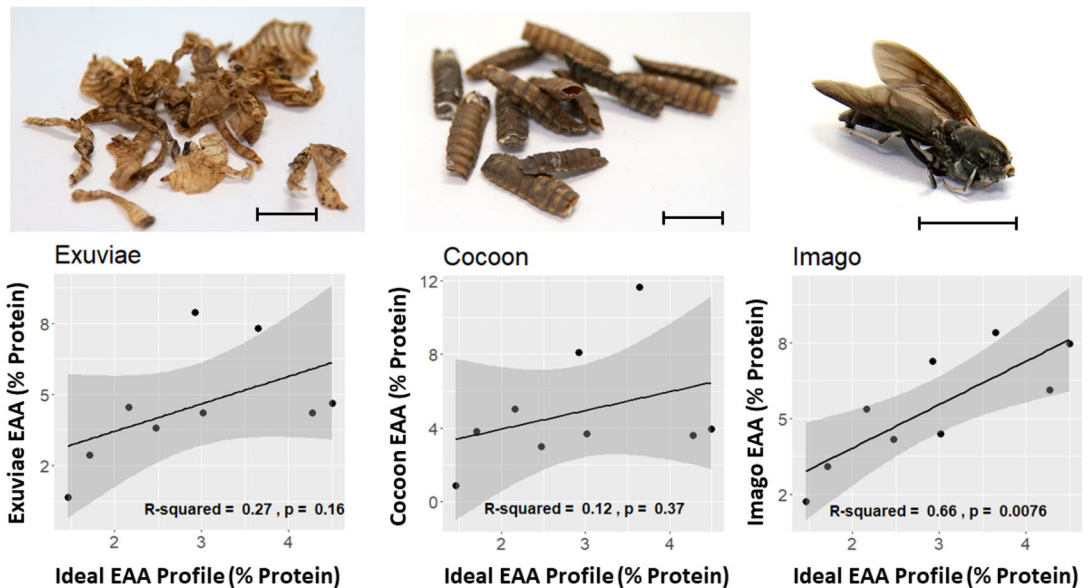 Exuviae
Cocoon
Imago
Exuviae EAA (% Protein)
8
5
2
R-squared = 0.27 , p = 0.16
2 3 4
Ideal EAA Profile (% Protein)
Cocoon EAA (% Protein)
12
8
4
0
R-squared = 0.12 , p = 0.37
2 3 4
Ideal EAA Profile (% Protein)
Imago EAA (% Protein)
8
5
2
R-squared = 0.66 , p = 0.0076
2 3 4
Ideal EAA Profile (% Protein)